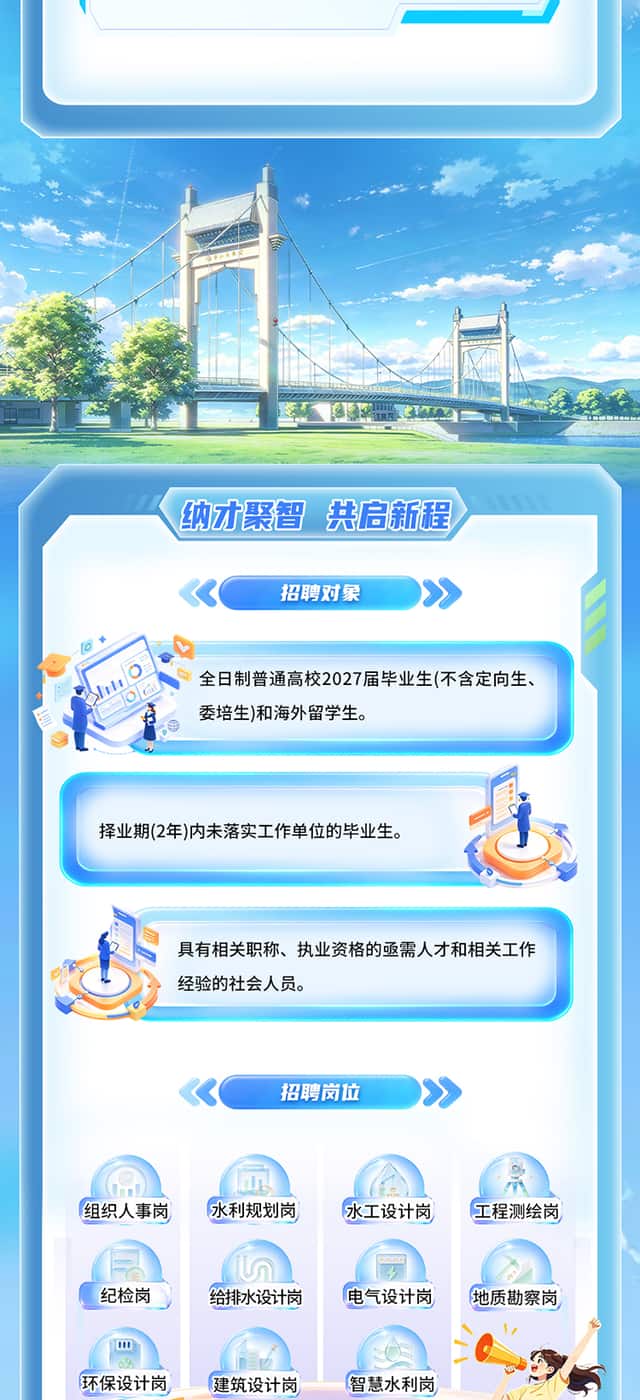 纳才聚智 共启新程
招聘对象
全日制普通高校2027届毕业生(不含定向生、
委培生)和海外留学生。
择业期(2年)内未落实工作单位的毕业生。
具有相关职称、执业资格的亟需人才和相关工作
经验的社会人员。
招聘岗位
组织人事岗
水利规划岗
水工设计岗
工程测绘岗
纪检岗
给排水设计岗
电气设计岗
地质勘察岗
环保设计岗
建筑设计岗
智慧水利岗